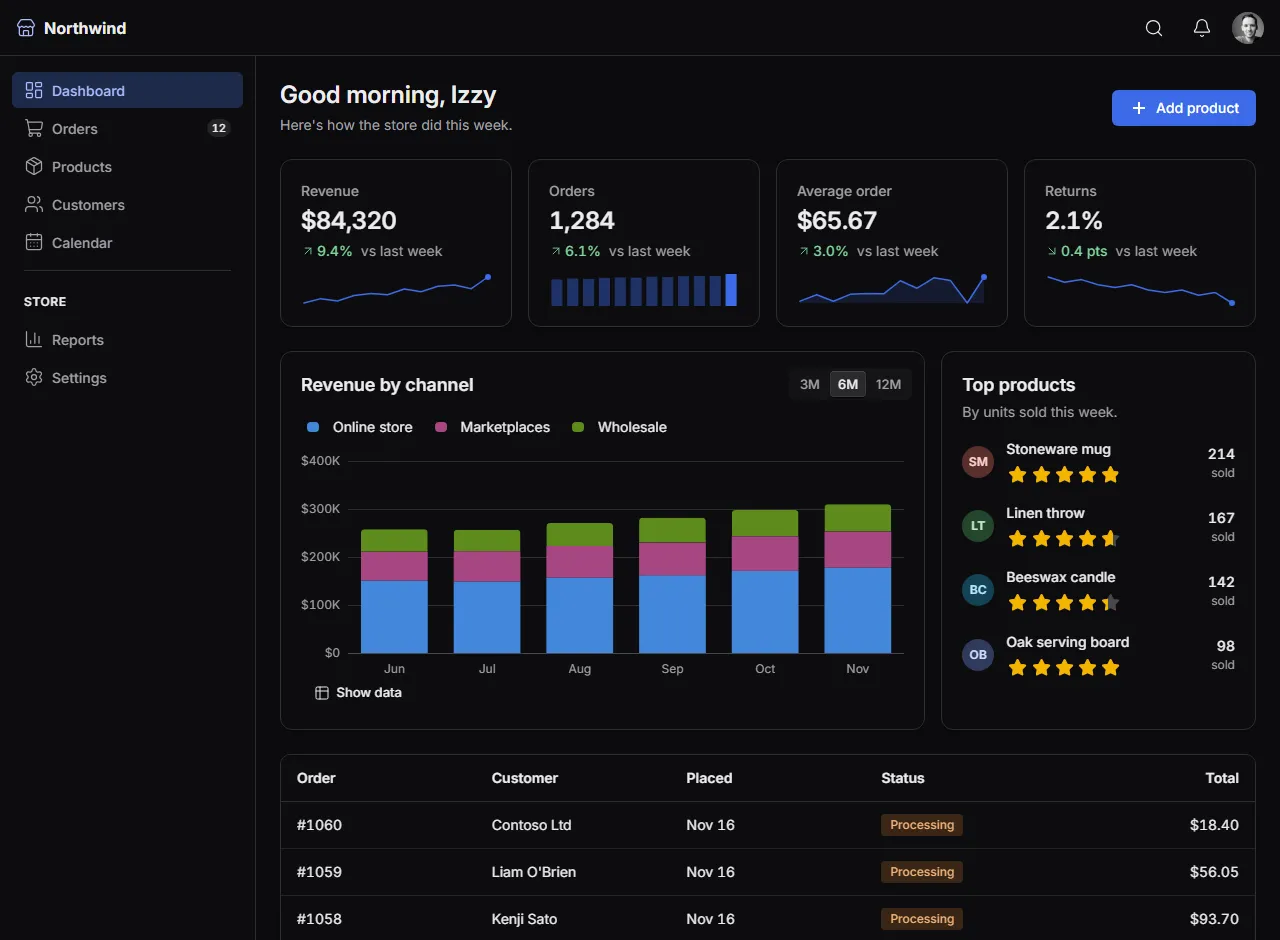 Northwind
Dashboard
Orders 12
Products
Customers
Calendar
STORE
Reports
Settings
Good morning, Izzy
Here's how the store did this week.
Add product
Revenue
$84,320
9.4% vs last week
Orders
1,284
6.1% vs last week
Average order
$65.67
3.0% vs last week
Returns
2.1%
0.4 pts vs last week
Revenue by channel
3M 6M 12M
Online store Marketplaces Wholesale
$400K
$300K
$200K
$100K
$0
Jun Jul Aug Sep Oct Nov
Show data
Top products
By units sold this week.
SM Stoneware mug 214 sold
LT Linen throw 167 sold
BC Beeswax candle 142 sold
OB Oak serving board 98 sold
Order Customer Placed Status Total
#1060 Contoso Ltd Nov 16 Processing $18.40
#1059 Liam O'Brien Nov 16 Processing $56.05
#1058 Kenji Sato Nov 16 Processing $93.70